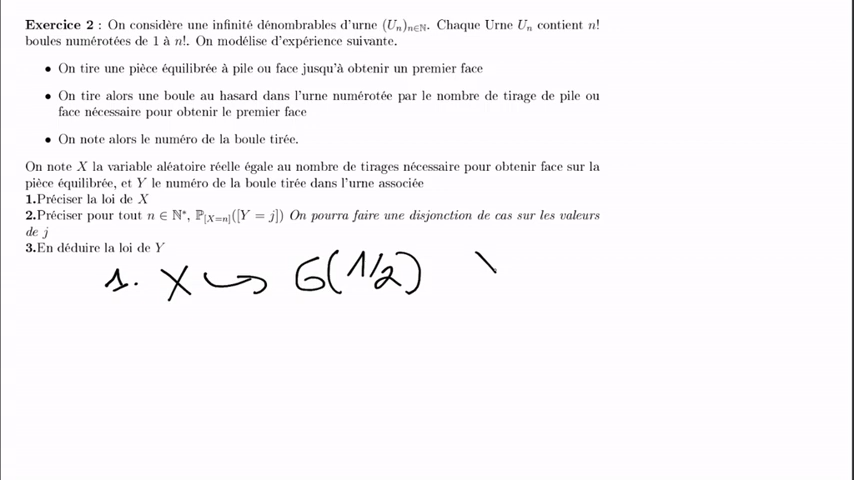 Exercice 2 : On considère une infinité dénombrables d'urne (Uₙ)ₙ∈ℕ. Chaque Urne Uₙ contient n!
boules numérotées de 1 à n!. On modélise d'expérience suivante.
• On tire une pièce équilibrée à pile ou face jusqu'à obtenir un premier face
• On tire alors une boule au hasard dans l'urne numérotée par le nombre de tirage de pile ou
face nécessaire pour obtenir le premier face
• On note alors le numéro de la boule tirée.
On note X la variable aléatoire réelle égale au nombre de tirages nécessaire pour obtenir face sur la
pièce équilibrée, et Y le numéro de la boule tirée dans l'urne associée
1.Préciser la loi de X
2.Préciser pour tout n ∈ ℕ*, ℙ_[X=n]([Y = j]) On pourra faire une disjonction de cas sur les valeurs
de j
3.En déduire la loi de Y
1. X ↪ G(1/2)